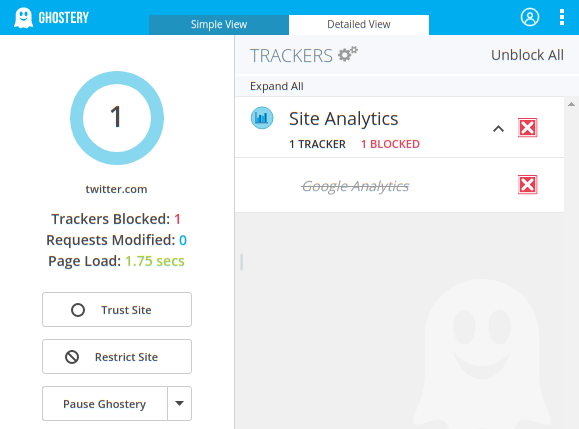 GHOSTERY
Simple View
Detailed View
1
twitter.com
Trackers Blocked: 1
Requests Modified: 0
Page Load: 1.75 secs
Trust Site
Restrict Site
Pause Ghostery
TRACKERS
Unblock All
Expand All
Site Analytics
1 TRACKER 1 BLOCKED
Google Analytics